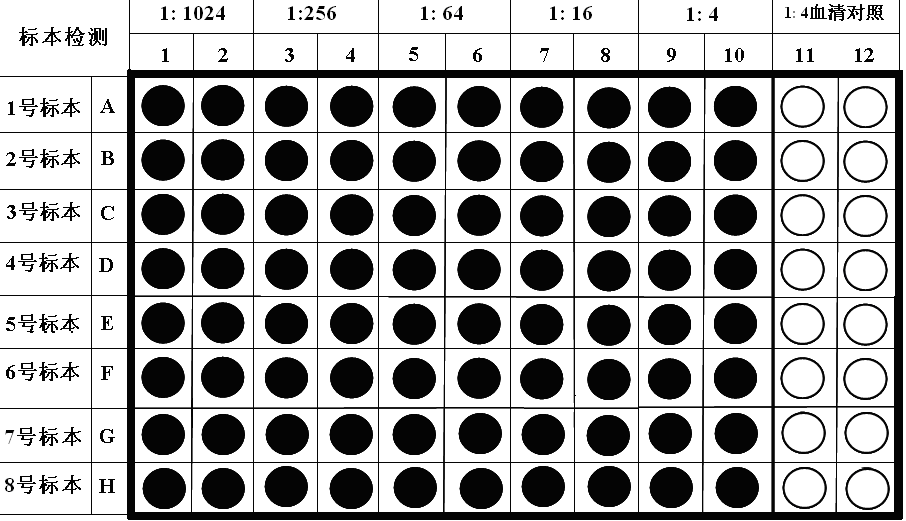 标本检测 1: 1024 1:256 1: 64 1: 16 1: 4 1: 4血清对照
1 2 3 4 5 6 7 8 9 10 11 12
1号标本 A
2号标本 B
3号标本 C
4号标本 D
5号标本 E
6号标本 F
7号标本 G
8号标本 H